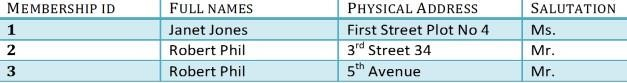 MEMBERSHIP ID FULL NAMES PHYSICAL ADDRESS SALUTATION
1 Janet Jones First Street Plot No 4 Ms.
2 Robert Phil 3rd Street 34 Mr.
3 Robert Phil 5th Avenue Mr.